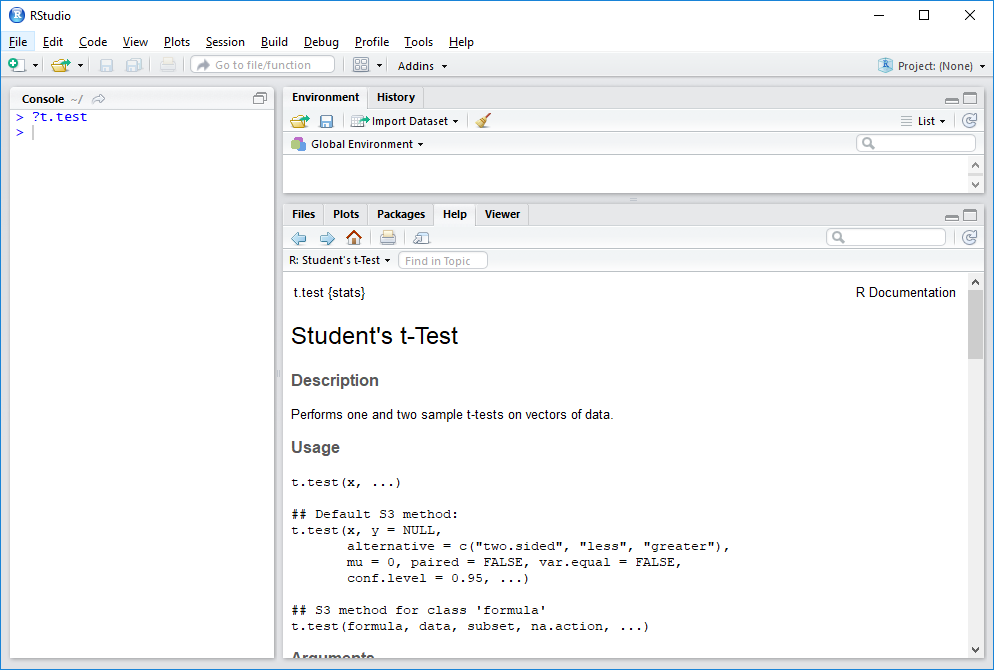 RStudio
File Edit Code View Plots Session Build Debug Profile Tools Help
Go to file/function Addins Project: (None)
Console ~/
> ?t.test
>
Environment History
Import Dataset List
Global Environment
Files Plots Packages Help Viewer
R: Student's t-Test Find in Topic
t.test {stats} R Documentation
Student's t-Test
Description
Performs one and two sample t-tests on vectors of data.
Usage
t.test(x, ...)
## Default S3 method:
t.test(x, y = NULL,
       alternative = c("two.sided", "less", "greater"),
       mu = 0, paired = FALSE, var.equal = FALSE,
       conf.level = 0.95, ...)
## S3 method for class 'formula'
t.test(formula, data, subset, na.action, ...)
Arguments